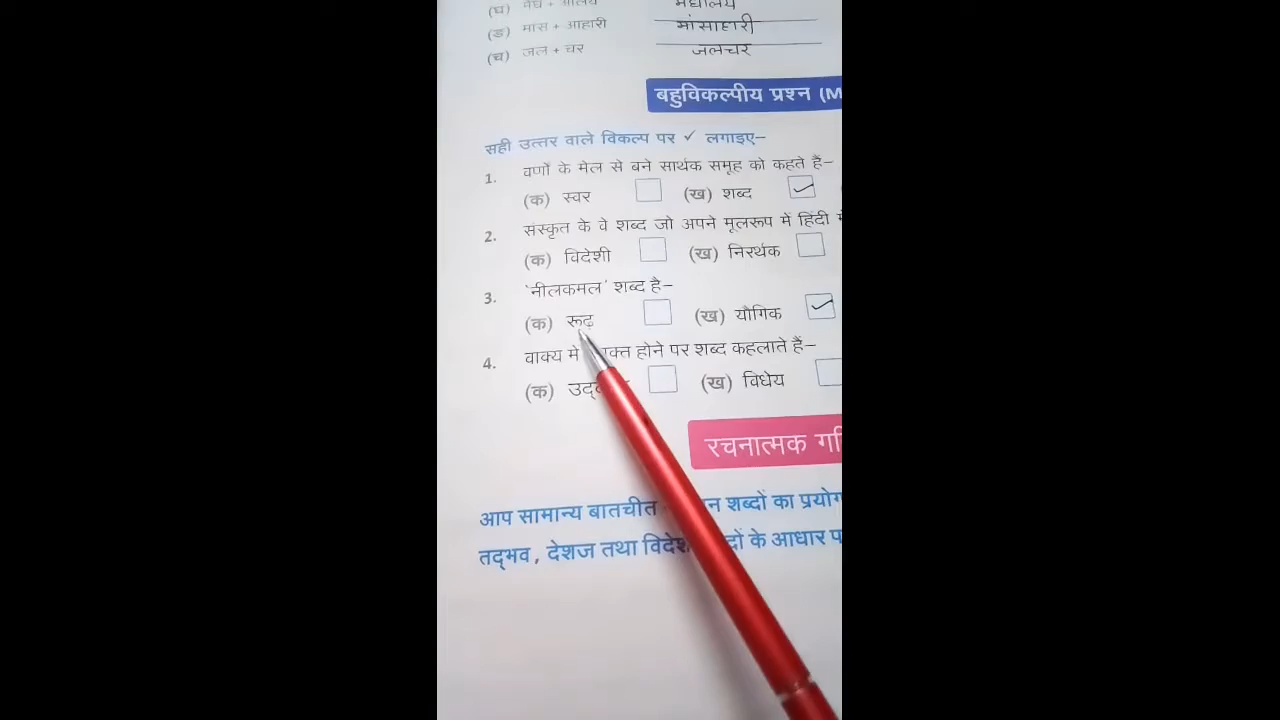 (घ) मेघ + आलय मेघालय
(ङ) मांस + आहारी मांसाहारी
(च) जल + चर जलचर
बहुविकल्पीय प्रश्न (M
सही उत्तर वाले विकल्प पर ✓ लगाइए–
1. वर्णों के मेल से बने सार्थक समूह को कहते हैं–
(क) स्वर (ख) शब्द ✓
2. संस्कृत के वे शब्द जो अपने मूलरूप में हिंदी
(क) विदेशी (ख) निरर्थक
3. 'नीलकमल' शब्द है–
(क) रूढ़ (ख) यौगिक ✓
4. वाक्य में होने पर शब्द कहलाते हैं–
(क) (ख) विधेय
रचनात्मक
आप सामान्य बातचीत शब्दों का प्रयोग
तद्भव, देशज तथा के आधार